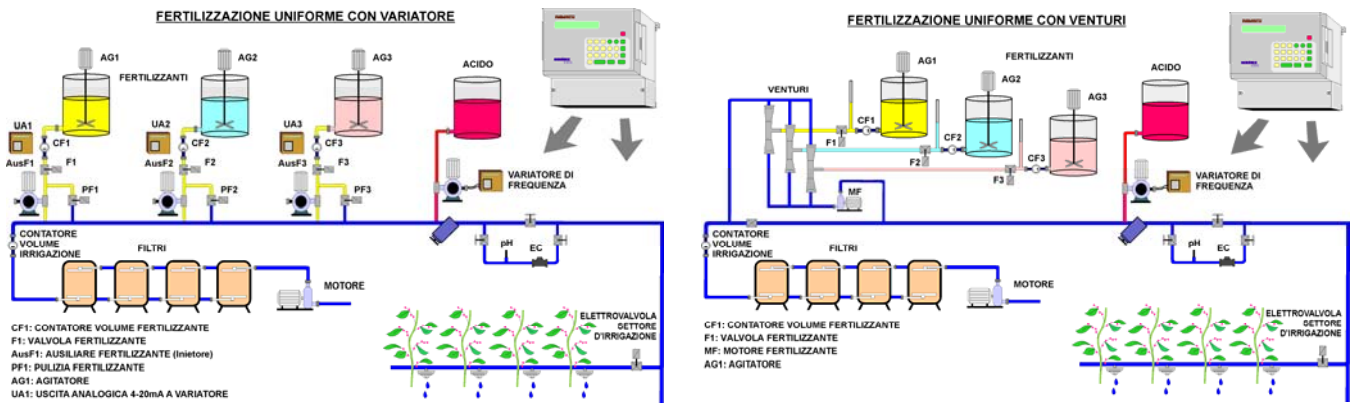 FERTILIZZAZIONE UNIFORME CON VARIATORE
AG1
AG2
AG3
FERTILIZZANTI
ACIDO
UA1
UA2
UA3
CF1
CF2
CF3
AusF1
AusF2
AusF3
F1
F2
F3
PF1
PF2
PF3
VARIATORE DI
FREQUENZA
CONTATORE
VOLUME
IRRIGAZIONE
FILTRI
pH
EC
MOTORE
ELETTROVALVOLA
SETTORE
D'IRRIGAZIONE
CF1: CONTATORE VOLUME FERTILIZZANTE
F1: VALVOLA FERTILIZZANTE
AusF1: AUSILIARE FERTILIZZANTE (Inietore)
PF1: PULIZIA FERTILIZZANTE
AG1: AGITATORE
UA1: USCITA ANALOGICA 4-20mA A VARIATORE
FERTILIZZAZIONE UNIFORME CON VENTURI
FERTILIZZANTI
AG1
AG2
AG3
ACIDO
VENTURI
CF1
F1
CF2
F2
CF3
F3
MF
VARIATORE DI
FREQUENZA
CONTATORE
VOLUME
IRRIGAZIONE
FILTRI
pH
EC
MOTORE
ELETTROVALVOLA
SETTORE
D'IRRIGAZIONE
CF1: CONTATORE VOLUME FERTILIZZANTE
F1: VALVOLA FERTILIZZANTE
MF: MOTORE FERTILIZZANTE
AG1: AGITATORE